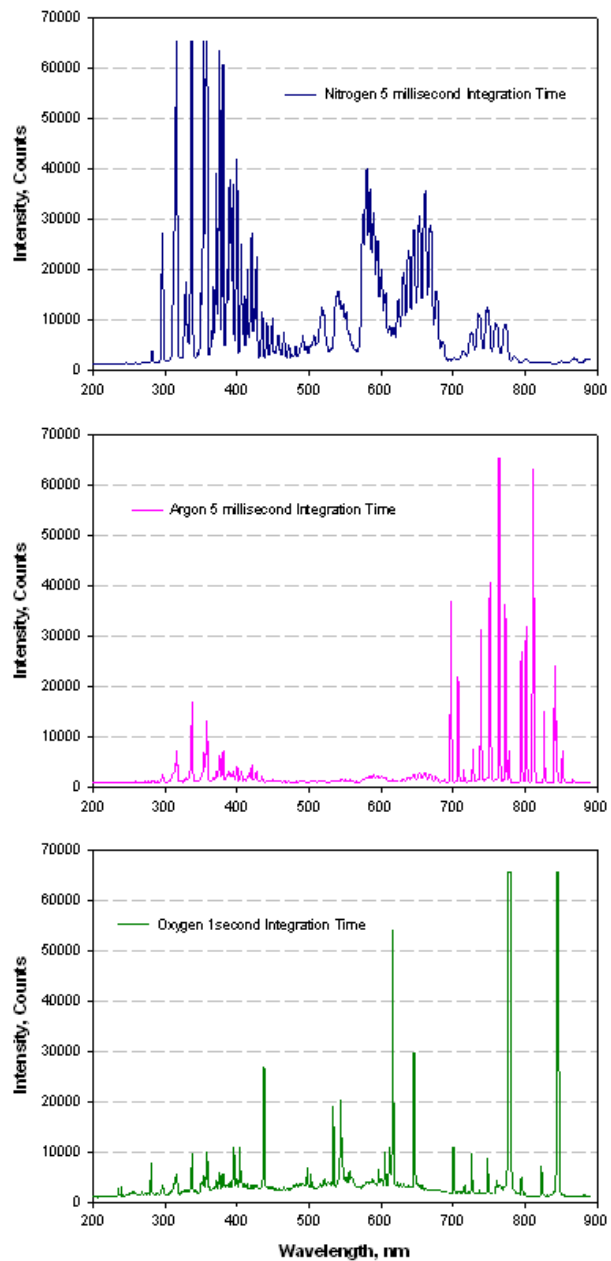 70000
60000
50000
40000
30000
20000
10000
0
Intensity, Counts
Nitrogen 5 millisecond Integration Time
200 300 400 500 600 700 800 900
70000
60000
50000
40000
30000
20000
10000
0
Intensity, Counts
Argon 5 millisecond Integration Time
200 300 400 500 600 700 800 900
70000
60000
50000
40000
30000
20000
10000
0
Intensity, Counts
Oxygen 1second Integration Time
200 300 400 500 600 700 800 900
Wavelength, nm